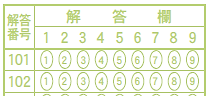 解答番号 解答欄
1 2 3 4 5 6 7 8 9
101 ① ② ③ ④ ⑤ ⑥ ⑦ ⑧ ⑨
102 ① ② ③ ④ ⑤ ⑥ ⑦ ⑧ ⑨